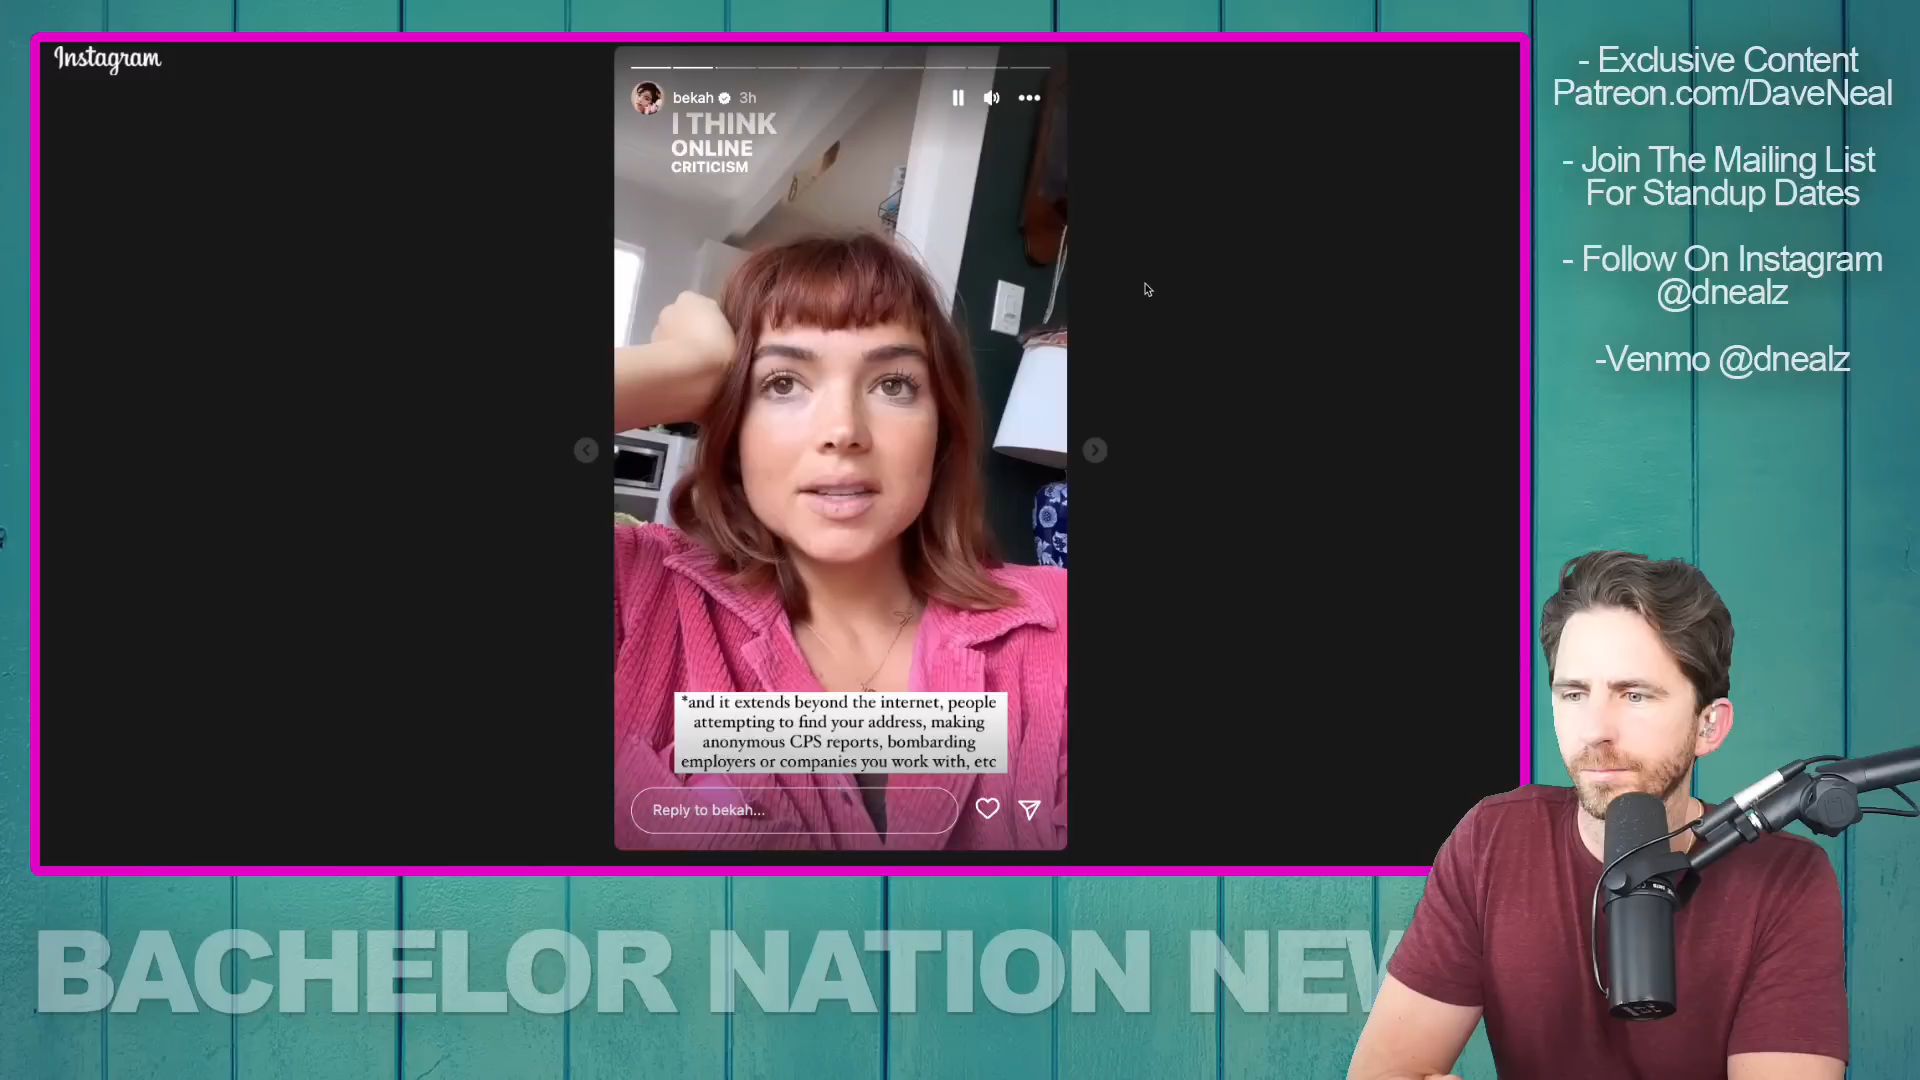 Instagram
bekah 3h
I THINK
ONLINE
CRITICISM
*and it extends beyond the internet, people
attempting to find your address, making
anonymous CPS reports, bombarding
employers or companies you work with, etc
Reply to bekah...
- Exclusive Content
Patreon.com/DaveNeal
- Join The Mailing List
For Standup Dates
- Follow On Instagram
@dnealz
-Venmo @dnealz
BACHELOR NATION NEW